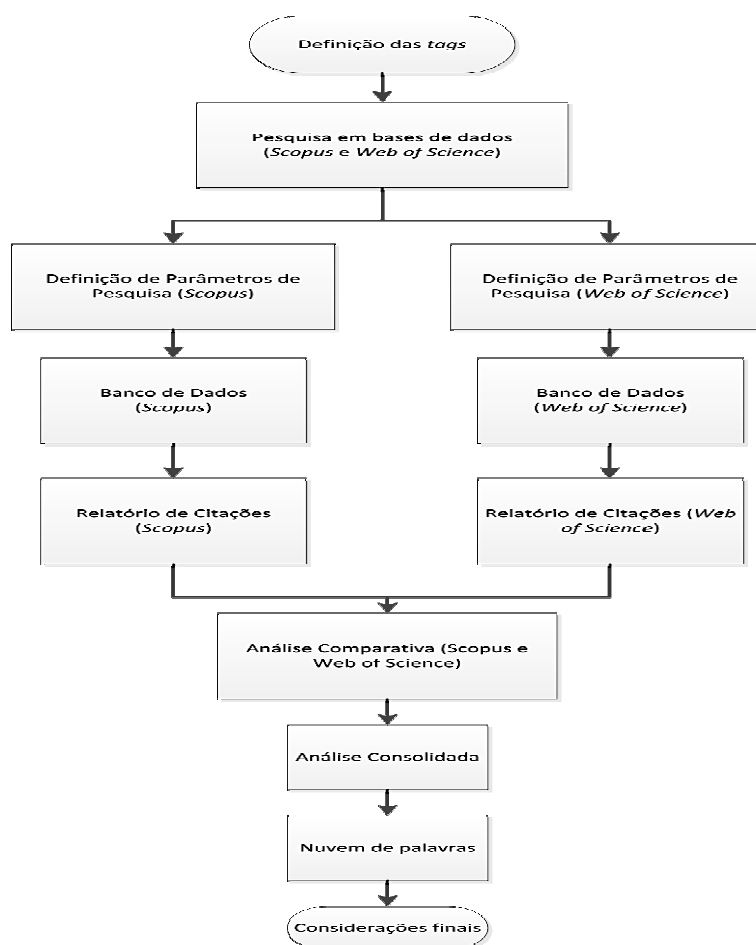 Definição das tags
Pesquisa em bases de dados
(Scopus e Web of Science)
Definição de Parâmetros de
Pesquisa (Scopus)
Definição de Parâmetros de
Pesquisa (Web of Science)
Banco de Dados
(Scopus)
Banco de Dados
(Web of Science)
Relatório de Citações
(Scopus)
Relatório de Citações (Web
of Science)
Análise Comparativa (Scopus e
Web of Science)
Análise Consolidada
Nuvem de palavras
Considerações finais